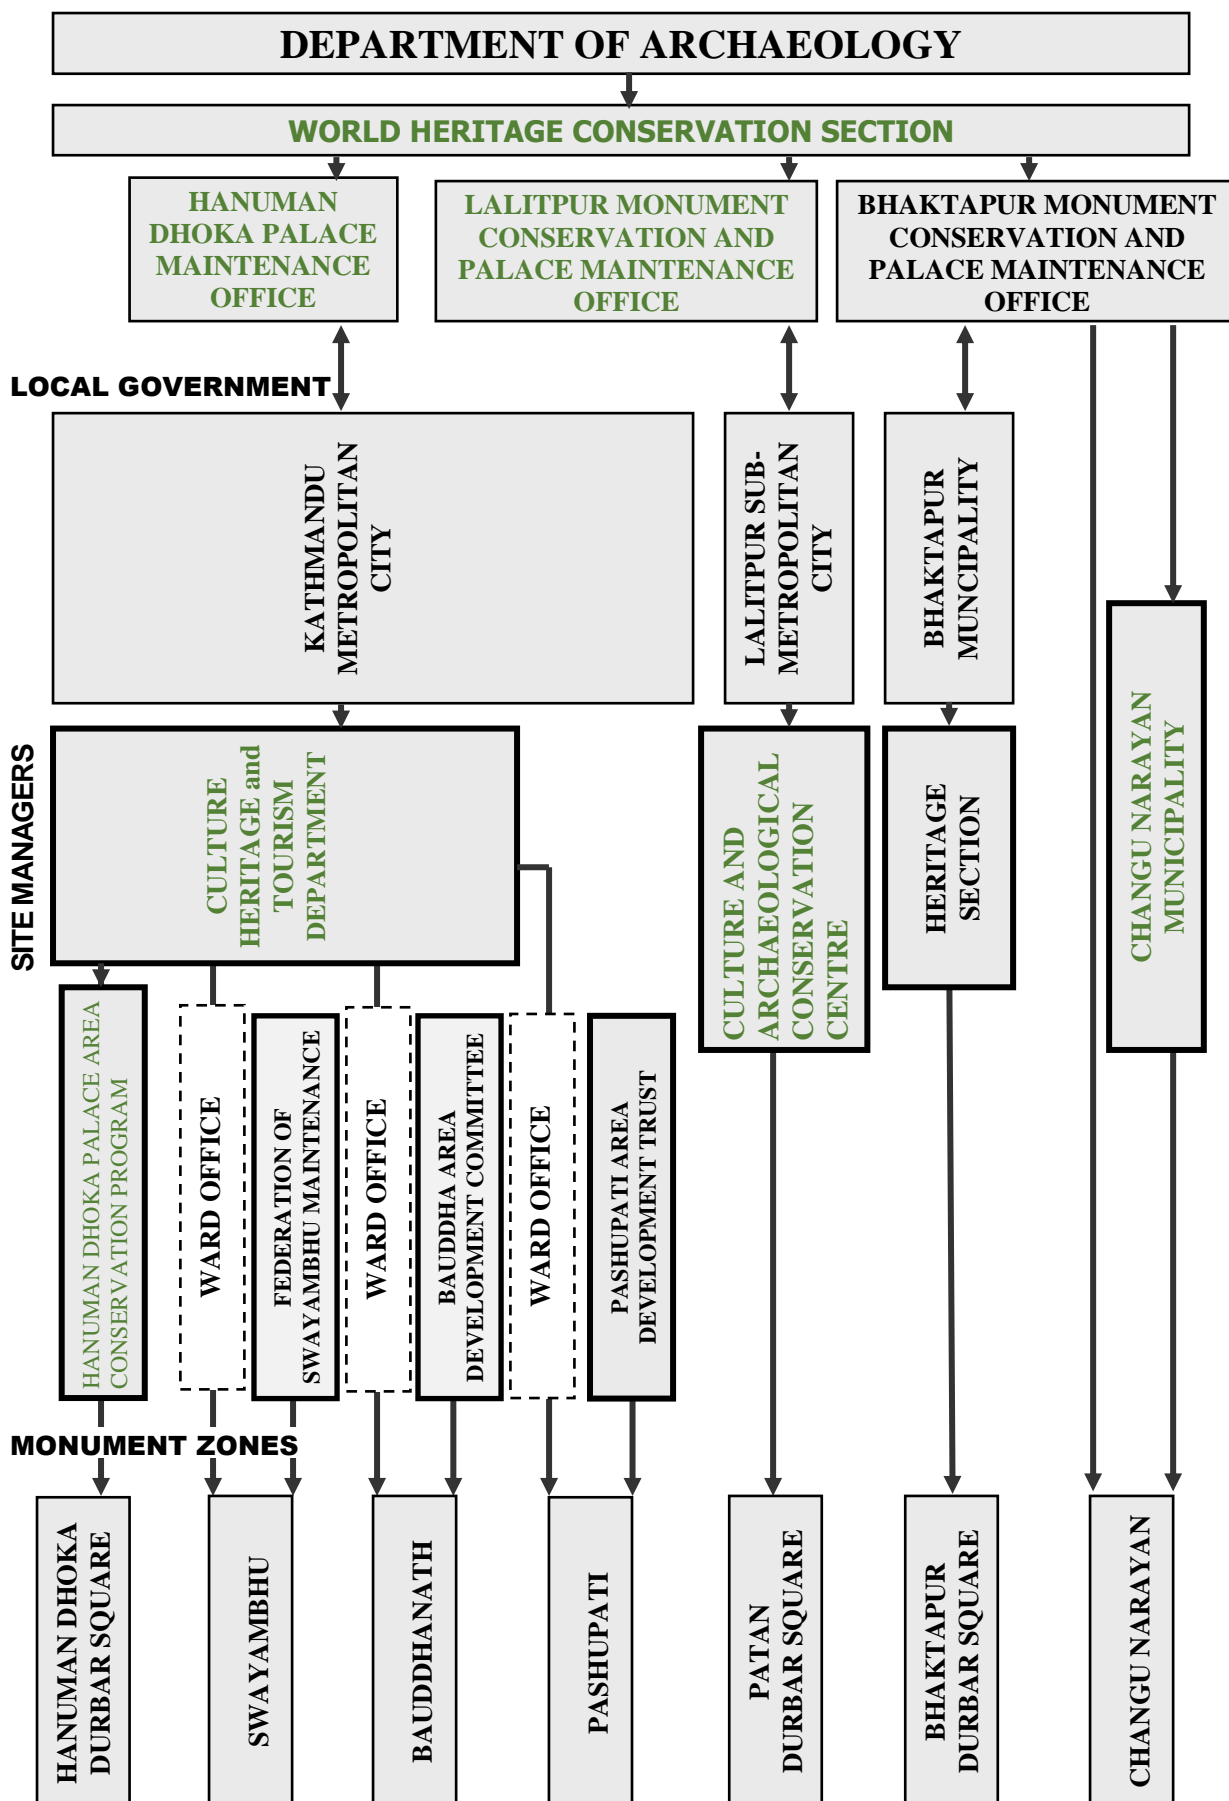 DEPARTMENT OF ARCHAEOLOGY
WORLD HERITAGE CONSERVATION SECTION
HANUMAN
DHOKA PALACE
MAINTENANCE
OFFICE
LALITPUR MONUMENT
CONSERVATION AND
PALACE MAINTENANCE
OFFICE
BHAKTAPUR MONUMENT
CONSERVATION AND
PALACE MAINTENANCE
OFFICE
LOCAL GOVERNMENT
KATHMANDU
METROPOLITAN
CITY
LALITPUR SUB-
METROPOLITAN
CITY
BHAKTAPUR
MUNCIPALITY
SITE MANAGERS
CULTURE
HERITAGE and
TOURISM
DEPARTMENT
CULTURE AND
ARCHAEOLOGICAL
CONSERVATION
CENTRE
HERITAGE
SECTION
CHANGU NARAYAN
MUNICIPALITY
HANUMAN DHOKA PALACE AREA
CONSERVATION PROGRAM
WARD OFFICE
FEDERATION OF
SWAYAMBHU MAINTENANCE
WARD OFFICE
BAUDDHA AREA
DEVELOPMENT COMMITTEE
WARD OFFICE
PASHUPATI AREA
DEVELOPMENT TRUST
MONUMENT ZONES
HANUMAN DHOKA
DURBAR SQUARE
SWAYAMBHU
BAUDDHANATH
PASHUPATI
PATAN
DURBAR SQUARE
BHAKTAPUR
DURBAR SQUARE
CHANGU NARAYAN